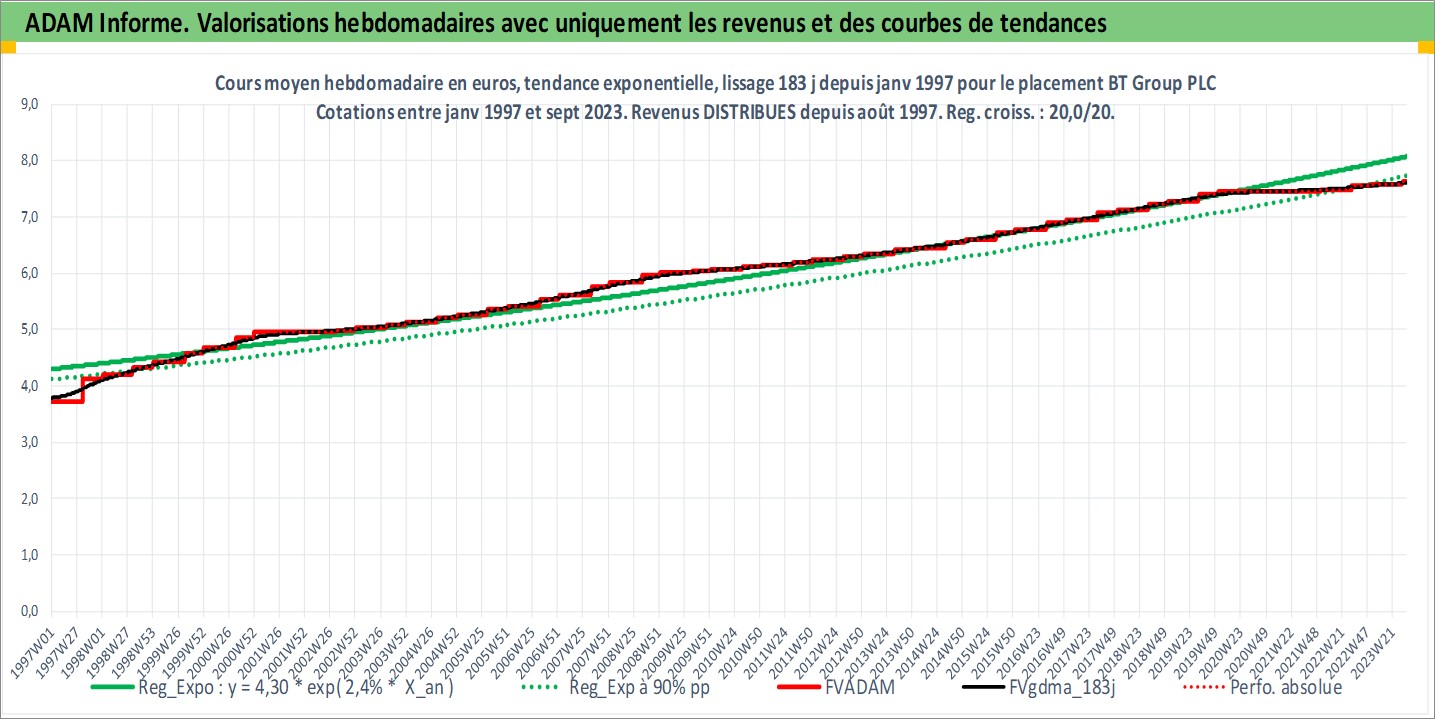 ADAM Informe. Valorisations hebdomadaires avec uniquement les revenus et des courbes de tendances
Cours moyen hebdomadaire en euros, tendance exponentielle, lissage 183 j depuis janv 1997 pour le placement BT Group PLC
Cotations entre janv 1997 et sept 2023. Revenus DISTRIBUES depuis août 1997. Reg. croiss. : 20,0/20.
9,0
8,0
7,0
6,0
5,0
4,0
3,0
2,0
1,0
0,0
1997W01
1997W27
1998W01
1998W27
1998W53
1999W26
1999W52
2000W26
2000W52
2001W26
2001W52
2002W26
2002W52
2003W26
2003W52
2004W26
2004W52
2005W25
2005W51
2006W25
2006W51
2007W25
2007W51
2008W25
2008W51
2009W25
2009W51
2010W24
2010W50
2011W24
2011W50
2012W24
2012W50
2013W24
2013W50
2014W24
2014W50
2015W24
2015W50
2016W23
2016W49
2017W23
2017W49
2018W23
2018W49
2019W23
2019W49
2020W23
2020W49
2021W22
2021W48
2022W21
2022W47
2023W21
Reg_Expo : y = 4,30 * exp( 2,4% * X_an )
Reg_Exp à 90% pp
FVADAM
FVgdma_183j
Perfo. absolue